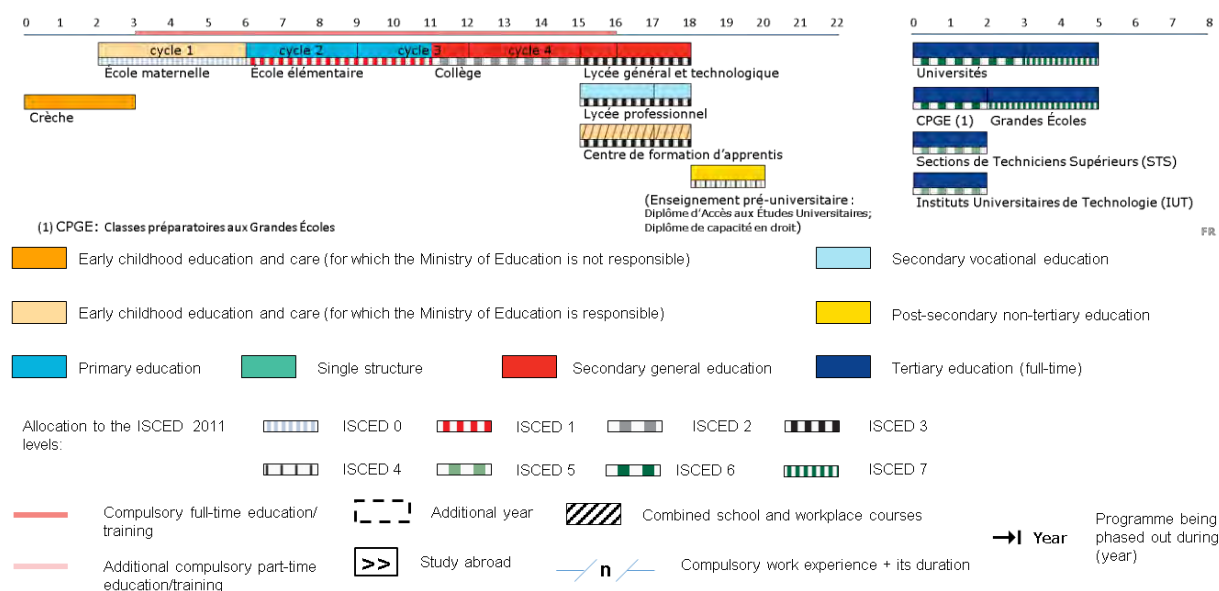 0 1 2 3 4 5 6 7 8 9 10 11 12 13 14 15 16 17 18 19 20 21 22
0 1 2 3 4 5 6 7 8
cycle 1 cycle 2 cycle 3 cycle 4
École maternelle
École élémentaire
Collège
Lycée général et technologique
Universités
Crèche
Lycée professionnel
CPGE (1)
Grandes Écoles
Centre de formation d’apprentis
Sections de Techniciens Supérieurs (STS)
(Enseignement pré-universitaire :
Diplôme d’Accès aux Études Universitaires;
Diplôme de capacité en droit)
Instituts Universitaires de Technologie (IUT)
(1) CPGE: Classes préparatoires aux Grandes Écoles
FR
Early childhood education and care (for which the Ministry of Education is not responsible)
Secondary vocational education
Early childhood education and care (for which the Ministry of Education is responsible)
Post-secondary non-tertiary education
Primary education
Single structure
Secondary general education
Tertiary education (full-time)
Allocation to the ISCED 2011
levels:
ISCED 0
ISCED 1
ISCED 2
ISCED 3
ISCED 4
ISCED 5
ISCED 6
ISCED 7
Compulsory full-time education/
training
Additional year
Combined school and workplace courses
Year
Programme being
phased out during
(year)
Additional compulsory part-time
education/training
>>
Study abroad
n
Compulsory work experience + its duration